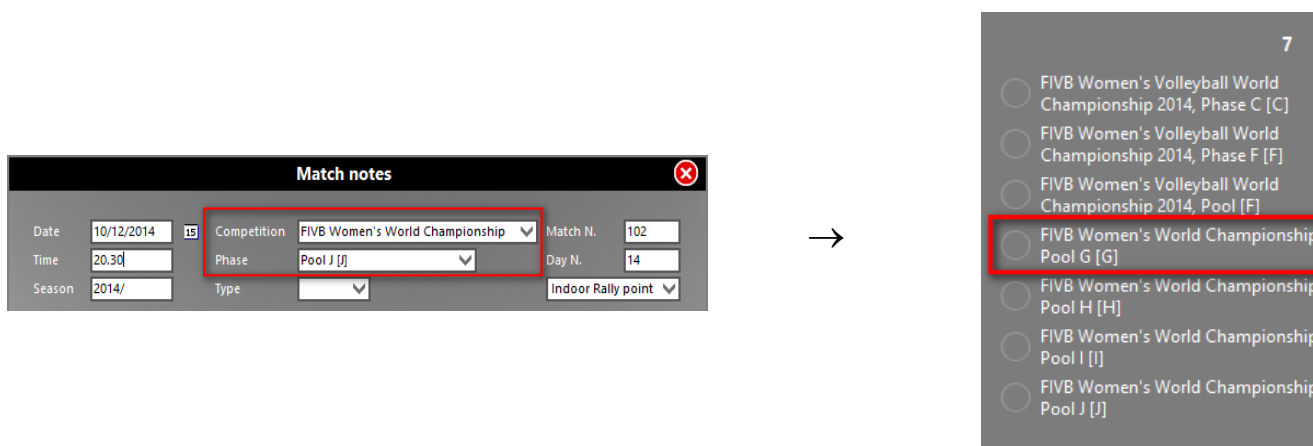 Match notes
Date 10/12/2014 15 Competition FIVB Women's World Championship Match N. 102
Time 20.30 Phase Pool J [J] Day N. 14
Season 2014/ Type Indoor Rally point
→
7
FIVB Women's Volleyball World
Championship 2014, Phase C [C]
FIVB Women's Volleyball World
Championship 2014, Phase F [F]
FIVB Women's Volleyball World
Championship 2014, Pool [F]
FIVB Women's World Championship
Pool G [G]
FIVB Women's World Championship
Pool H [H]
FIVB Women's World Championship
Pool I [I]
FIVB Women's World Championship
Pool J [J]